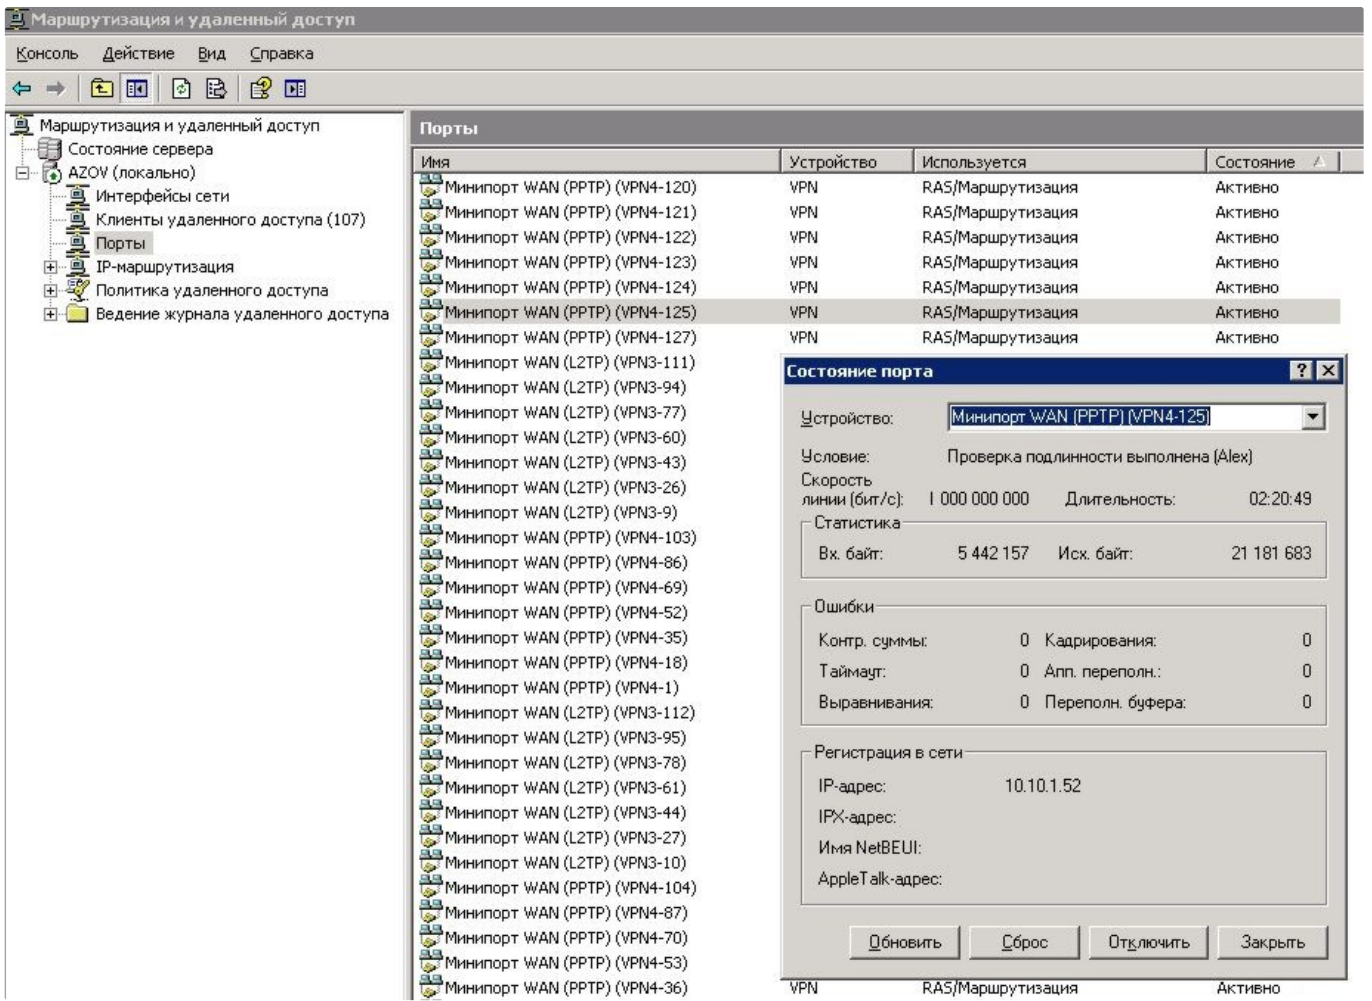 Маршрутизация и удаленный доступ
Консоль Действие Вид Справка
Маршрутизация и удаленный доступ
Состояние сервера
AZOV (локально)
Интерфейсы сети
Клиенты удаленного доступа (107)
Порты
IP-маршрутизация
Политика удаленного доступа
Ведение журнала удаленного доступа
Порты
Имя Устройство Используется Состояние
Минипорт WAN (PPTP) (VPN4-120) VPN RAS/Маршрутизация Активно
Минипорт WAN (PPTP) (VPN4-121) VPN RAS/Маршрутизация Активно
Минипорт WAN (PPTP) (VPN4-122) VPN RAS/Маршрутизация Активно
Минипорт WAN (PPTP) (VPN4-123) VPN RAS/Маршрутизация Активно
Минипорт WAN (PPTP) (VPN4-124) VPN RAS/Маршрутизация Активно
Минипорт WAN (PPTP) (VPN4-125) VPN RAS/Маршрутизация Активно
Минипорт WAN (PPTP) (VPN4-127) VPN RAS/Маршрутизация Активно
Минипорт WAN (L2TP) (VPN3-111)
Минипорт WAN (L2TP) (VPN3-94)
Минипорт WAN (L2TP) (VPN3-77)
Минипорт WAN (L2TP) (VPN3-60)
Минипорт WAN (L2TP) (VPN3-43)
Минипорт WAN (L2TP) (VPN3-26)
Минипорт WAN (L2TP) (VPN3-9)
Минипорт WAN (PPTP) (VPN4-103)
Минипорт WAN (PPTP) (VPN4-86)
Минипорт WAN (PPTP) (VPN4-69)
Минипорт WAN (PPTP) (VPN4-52)
Минипорт WAN (PPTP) (VPN4-35)
Минипорт WAN (PPTP) (VPN4-18)
Минипорт WAN (PPTP) (VPN4-1)
Минипорт WAN (L2TP) (VPN3-112)
Минипорт WAN (L2TP) (VPN3-95)
Минипорт WAN (L2TP) (VPN3-78)
Минипорт WAN (L2TP) (VPN3-61)
Минипорт WAN (L2TP) (VPN3-44)
Минипорт WAN (L2TP) (VPN3-27)
Минипорт WAN (L2TP) (VPN3-10)
Минипорт WAN (PPTP) (VPN4-104)
Минипорт WAN (PPTP) (VPN4-87)
Минипорт WAN (PPTP) (VPN4-70)
Минипорт WAN (PPTP) (VPN4-53)
Минипорт WAN (PPTP) (VPN4-36) VPN RAS/Маршрутизация Активно
Состояние порта
Устройство: Минипорт WAN (PPTP) (VPN4-125)
Условие: Проверка подлинности выполнена (Alex)
Скорость
линии (бит/с): 1 000 000 000 Длительность: 02:20:49
Статистика
Вх. байт: 5 442 157 Исх. байт: 21 181 683
Ошибки
Контр. суммы: 0 Кадрирования: 0
Таймаут: 0 Апп. переполн.: 0
Выравнивания: 0 Переполн. буфера: 0
Регистрация в сети
IP-адрес: 10.10.1.52
IPX-адрес:
Имя NetBEUI:
AppleTalk-адрес:
Обновить Сброс Отключить Закрыть